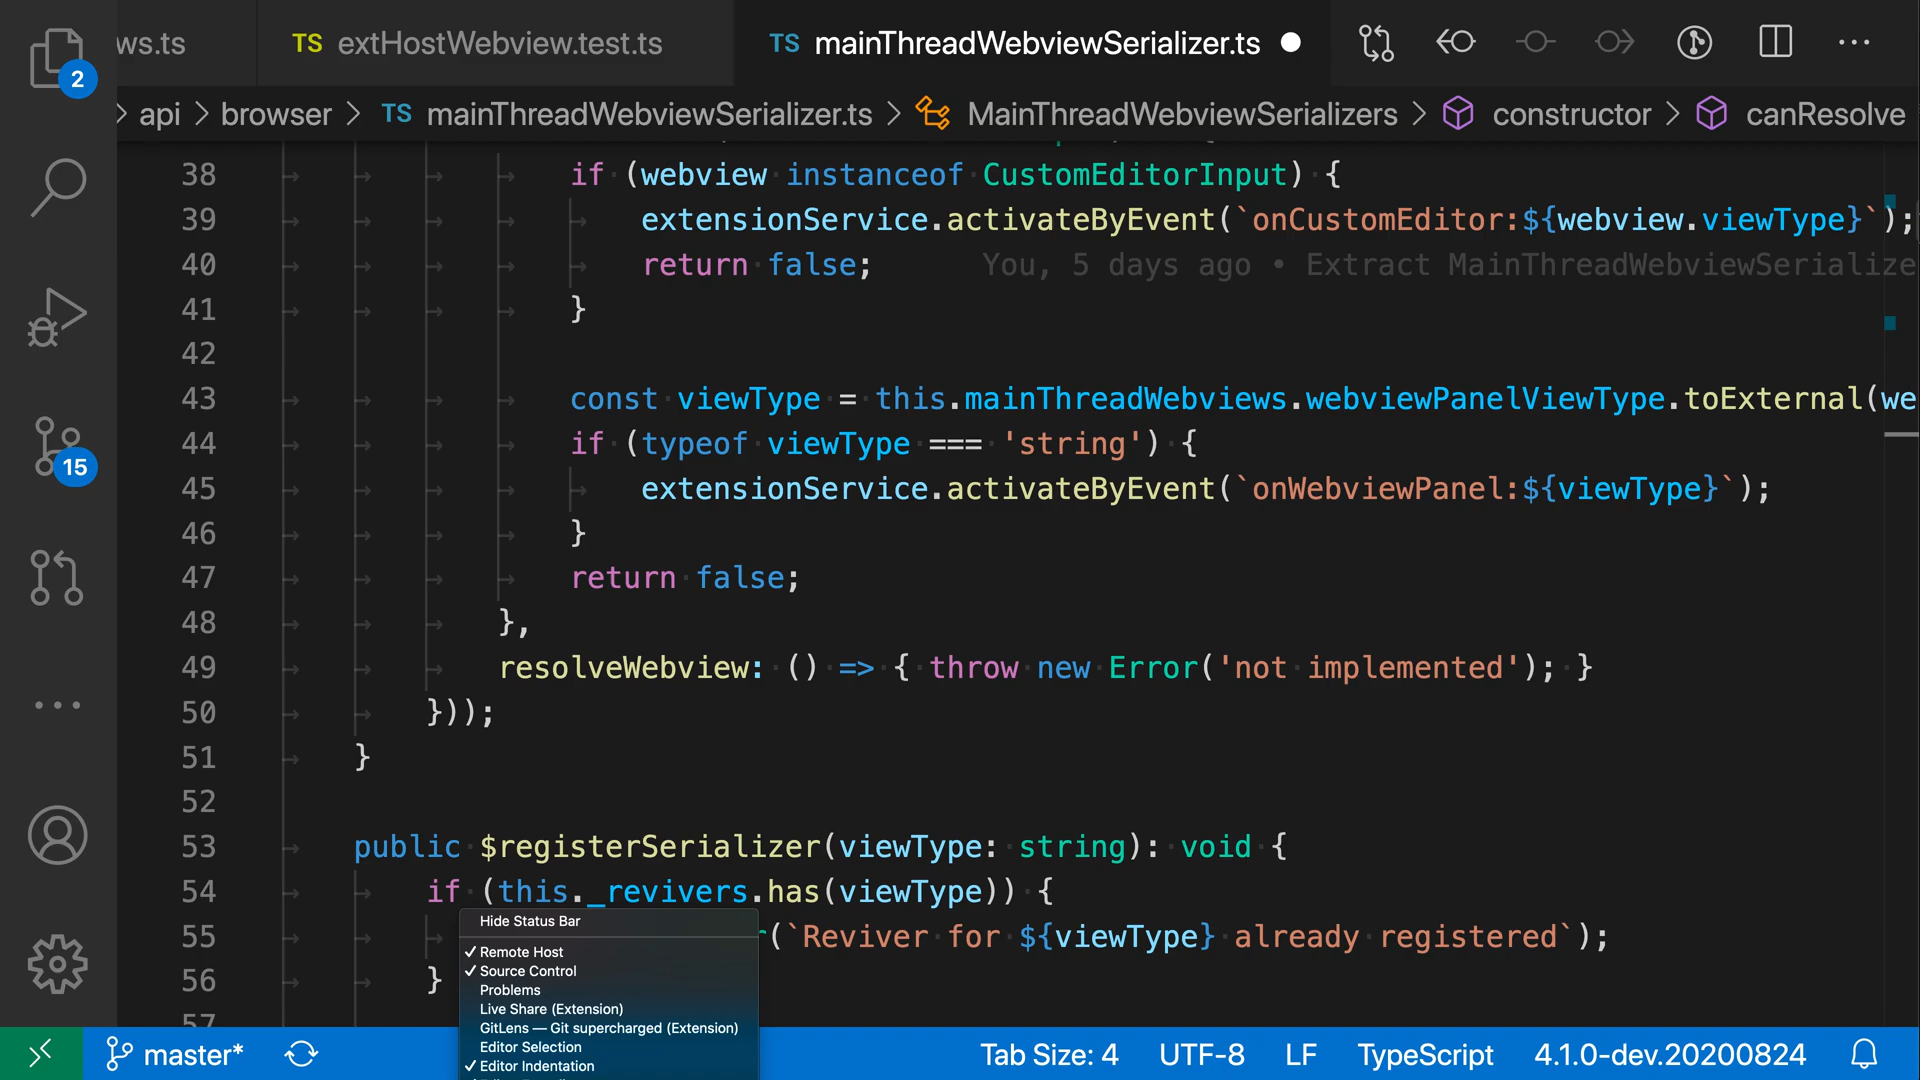 ws.ts
TS extHostWebview.test.ts
TS mainThreadWebviewSerializer.ts
2
> api > browser > TS mainThreadWebviewSerializer.ts > MainThreadWebviewSerializers > constructor > canResolve
38 if (webview instanceof CustomEditorInput) {
39 extensionService.activateByEvent(`onCustomEditor:${webview.viewType}`);
40 return false; You, 5 days ago • Extract MainThreadWebviewSerialize
41 }
42
43 const viewType = this.mainThreadWebviews.webviewPanelViewType.toExternal(we
44 if (typeof viewType === 'string') {
15
45 extensionService.activateByEvent(`onWebviewPanel:${viewType}`);
46 }
47 return false;
48 },
49 resolveWebview: () => { throw new Error('not implemented'); }
50 }));
51 }
52
53 public $registerSerializer(viewType: string): void {
54 if (this._revivers.has(viewType)) {
55 r(`Reviver for ${viewType} already registered`);
56 }
57
Hide Status Bar
✓ Remote Host
✓ Source Control
Problems
Live Share (Extension)
GitLens — Git supercharged (Extension)
Editor Selection
✓ Editor Indentation
master*
Tab Size: 4
UTF-8
LF
TypeScript
4.1.0-dev.20200824